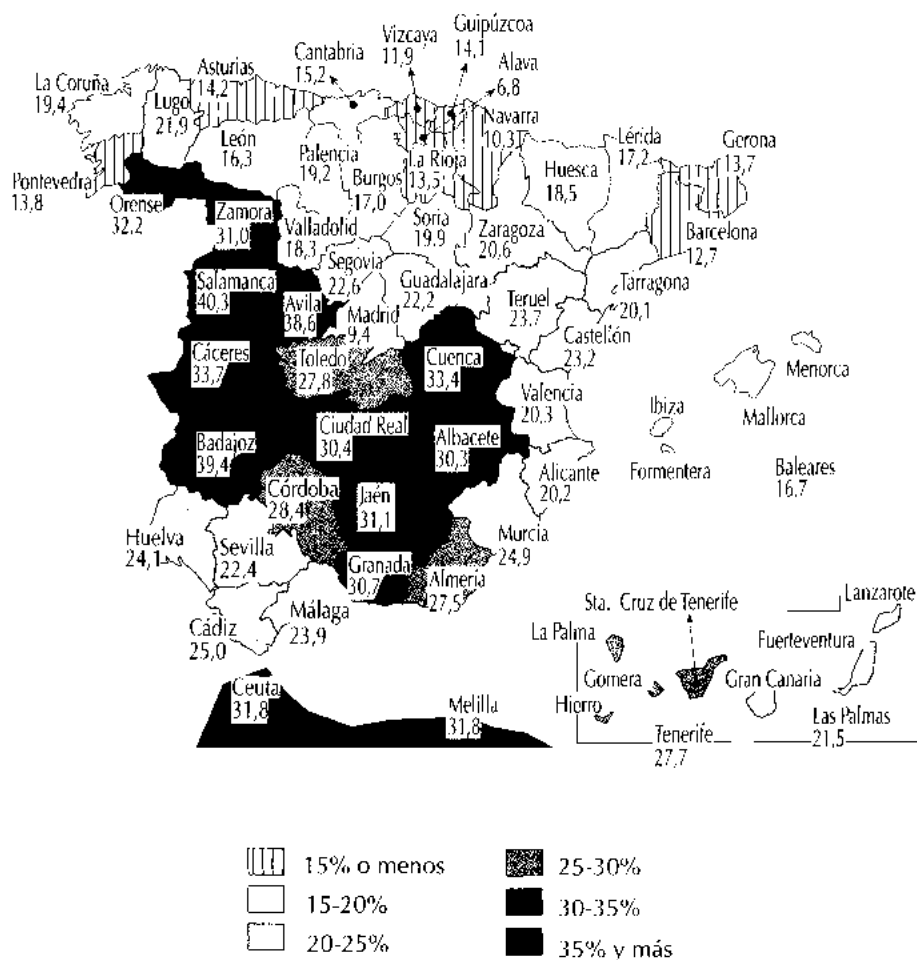 Guipúzcoa
14,1
Vizcaya
11,9
Cantabria
15,2
Alava
6,8
Asturias
14,2
La Coruña
19,4
Lugo
21,9
León
16,3
Palencia
19,2
Burgos
17,0
La Rioja
13,5
Navarra
10,3
Huesca
18,5
Lérida
17,2
Gerona
13,7
Pontevedra
13,8
Orense
32,2
Zamora
31,0
Valladolid
18,3
Soria
19,9
Zaragoza
20,6
Barcelona
12,7
Segovia
22,6
Guadalajara
22,2
Teruel
23,7
Tarragona
20,1
Salamanca
40,3
Avila
38,6
Madrid
9,4
Castellón
23,2
Cáceres
33,7
Toledo
27,8
Cuenca
33,4
Valencia
20,3
Menorca
Mallorca
Ibiza
Formentera
Baleares
16,7
Badajoz
39,4
Ciudad Real
30,4
Albacete
30,3
Alicante
20,2
Córdoba
28,4
Jaén
31,1
Murcia
24,9
Huelva
24,1
Sevilla
22,4
Granada
30,7
Almería
27,5
Cádiz
25,0
Málaga
23,9
Ceuta
31,8
Melilla
31,8
Sta. Cruz de Tenerife
Lanzarote
La Palma
Fuerteventura
Gomera
Gran Canaria
Hierro
Tenerife
27,7
Las Palmas
21,5
15% o menos
15-20%
20-25%
25-30%
30-35%
35% y más